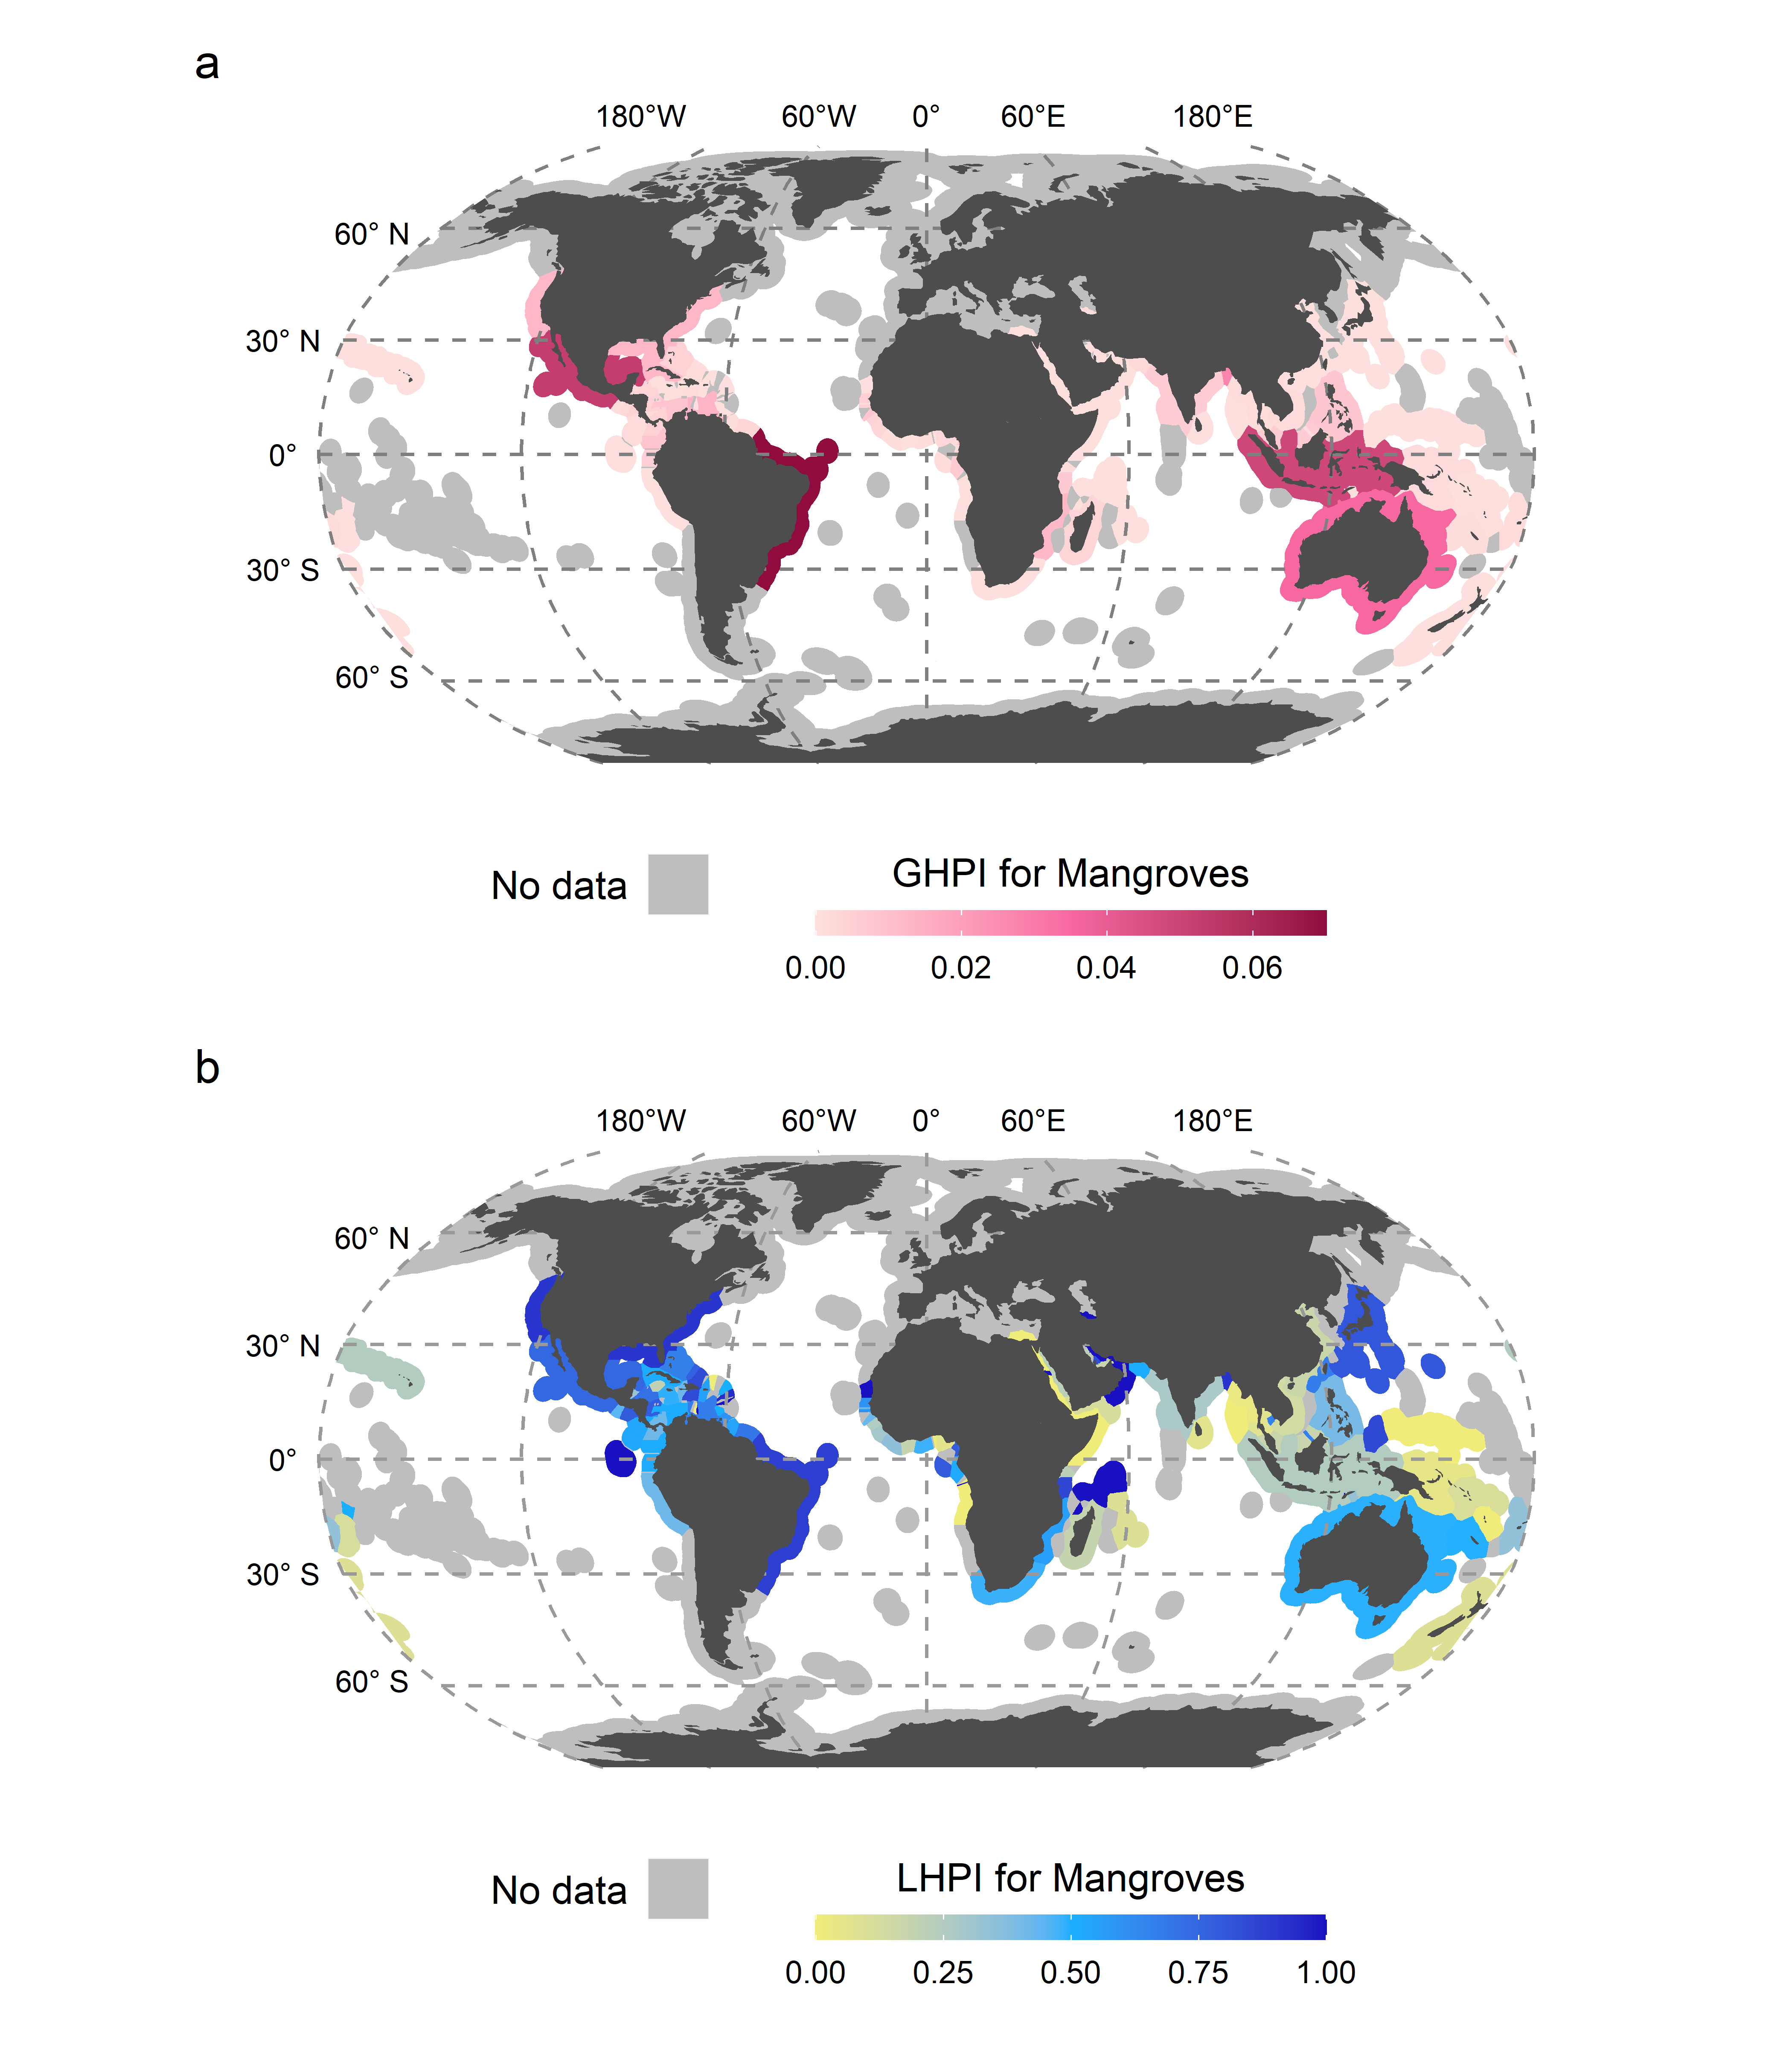 a
180°W 60°W 0° 60°E 180°E
60° N
30° N
0°
30° S
60° S
No data
GHPI for Mangroves
0.00 0.02 0.04 0.06
b
180°W 60°W 0° 60°E 180°E
60° N
30° N
0°
30° S
60° S
No data
LHPI for Mangroves
0.00 0.25 0.50 0.75 1.00